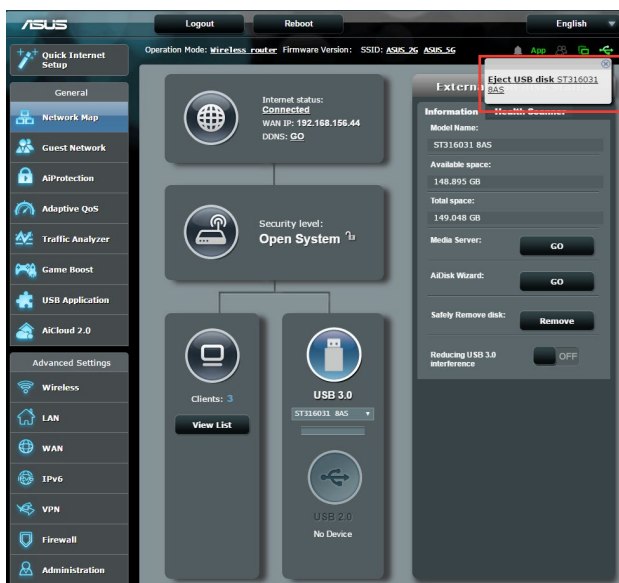 ASUS
Logout
Reboot
English
Quick Internet
Setup
Operation Mode: Wireless router Firmware Version: SSID: ASUS_2G ASUS_5G
App
General
Network Map
Guest Network
AiProtection
Adaptive QoS
Traffic Analyzer
Game Boost
USB Application
AiCloud 2.0
Advanced Settings
Wireless
LAN
WAN
IPv6
VPN
Firewall
Administration
Internet status:
Connected
WAN IP: 192.168.156.44
DDNS: GO
Security level:
Open System
Clients: 3
View List
USB 3.0
ST316031 8AS
USB 2.0
No Device
Eject USB disk ST316031
8AS
Extern
Information Health Scanner
Model Name:
ST316031 8AS
Available space:
148.895 GB
Total space:
149.048 GB
Media Server:
GO
AiDisk Wizard:
GO
Safely Remove disk:
Remove
Reducing USB 3.0
interference
OFF